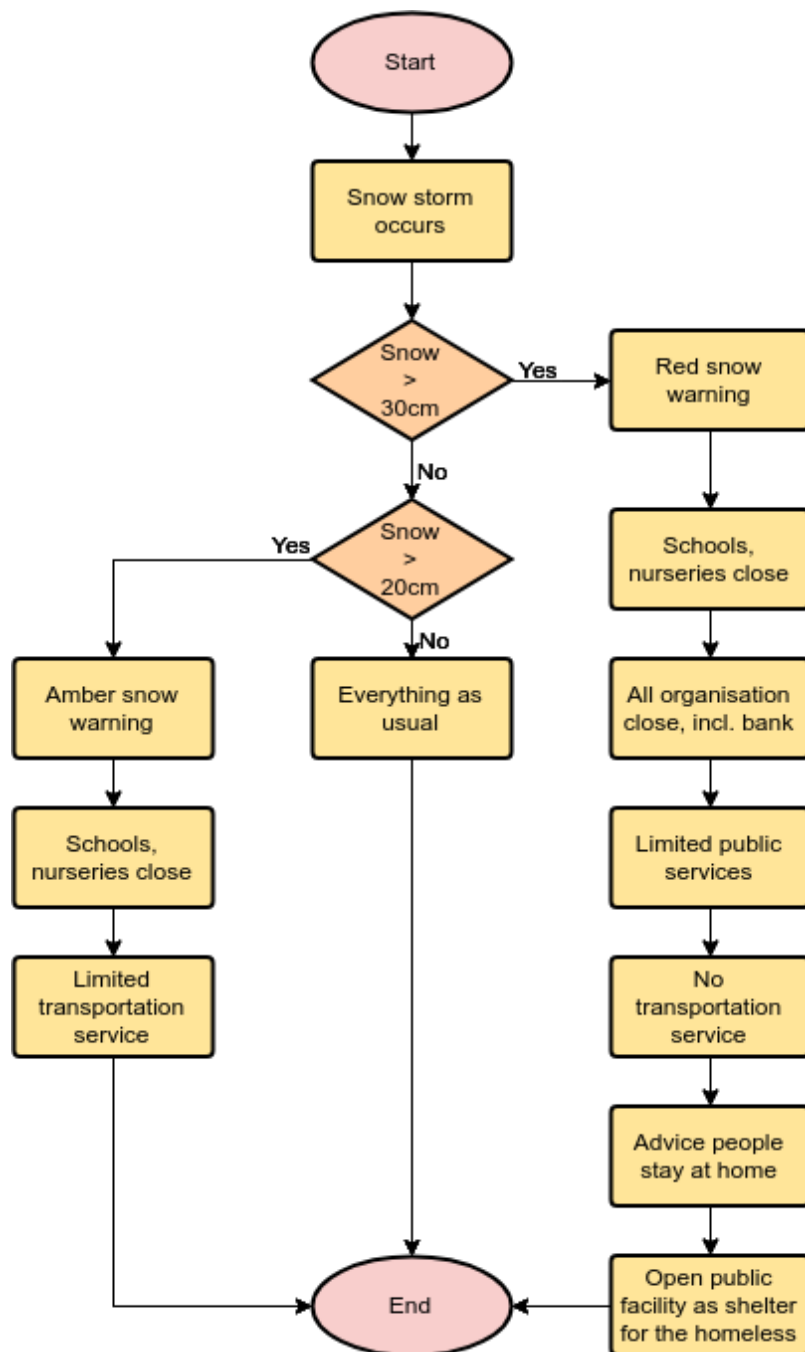 Start
Snow storm
occurs
Snow
>
30cm
Yes
Red snow
warning
No
Snow
>
20cm
Yes
Schools,
nurseries close
No
Amber snow
warning
Everything as
usual
All organisation
close, incl. bank
Schools,
nurseries close
Limited public
services
Limited
transportation
service
No
transportation
service
Advice people
stay at home
End
Open public
facility as shelter
for the homeless